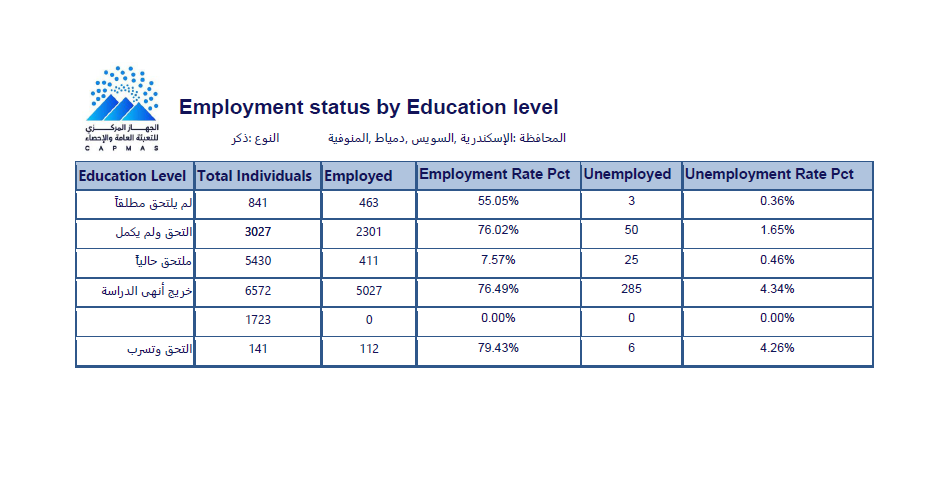 الجهاز المركزي
للتعبئة العامة والإحصاء
CAPMAS
Employment status by Education level
المحافظة :الإسكندرية ,السويس ,دمياط ,المنوفية النوع :ذكر
Education Level Total Individuals Employed Employment Rate Pct Unemployed Unemployment Rate Pct
لم يلتحق مطلقاً 841 463 55.05% 3 0.36%
التحق ولم يكمل 3027 2301 76.02% 50 1.65%
ملتحق حالياً 5430 411 7.57% 25 0.46%
خريج أنهى الدراسة 6572 5027 76.49% 285 4.34%
1723 0 0.00% 0 0.00%
التحق وتسرب 141 112 79.43% 6 4.26%